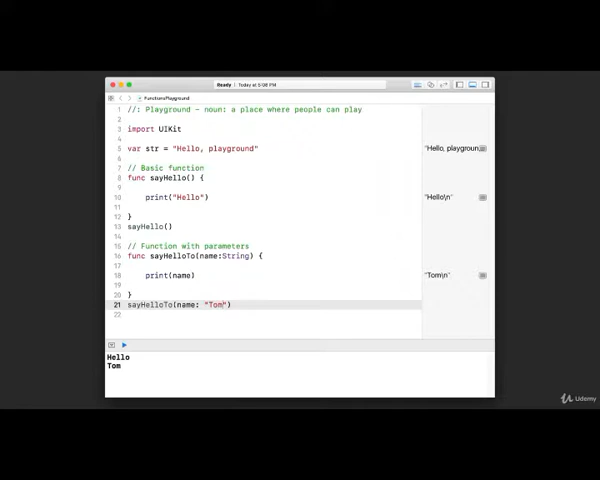 Ready | Today at 5:08 PM
FunctionsPlayground
1 //: Playground - noun: a place where people can play
2
3 import UIKit
4
5 var str = "Hello, playground" "Hello, playgroun
6
7 // Basic function
8 func sayHello() {
9
10 print("Hello") "Hello\n"
11
12 }
13 sayHello()
14
15 // Function with parameters
16 func sayHelloTo(name:String) {
17
18 print(name) "Tom\n"
19
20 }
21 sayHelloTo(name: "Tom")
22
Hello
Tom
Udemy